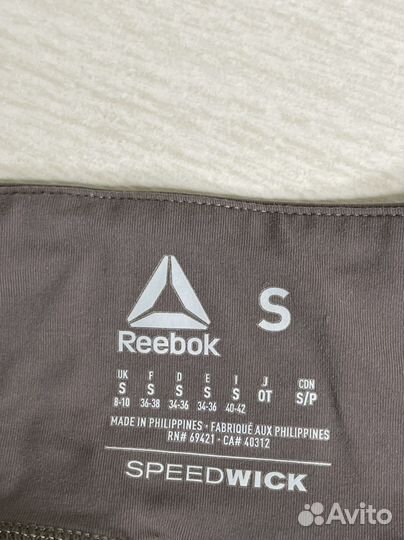 S
Reebok
UK F D E I J CDN
S S S S S OT S/P
8-10 36-38 34-36 34-36 40-42
MADE IN PHILIPPINES · FABRIQUÉ AUX PHILIPPINES
RN# 69421 · CA# 40312
SPEEDWICK
Avito